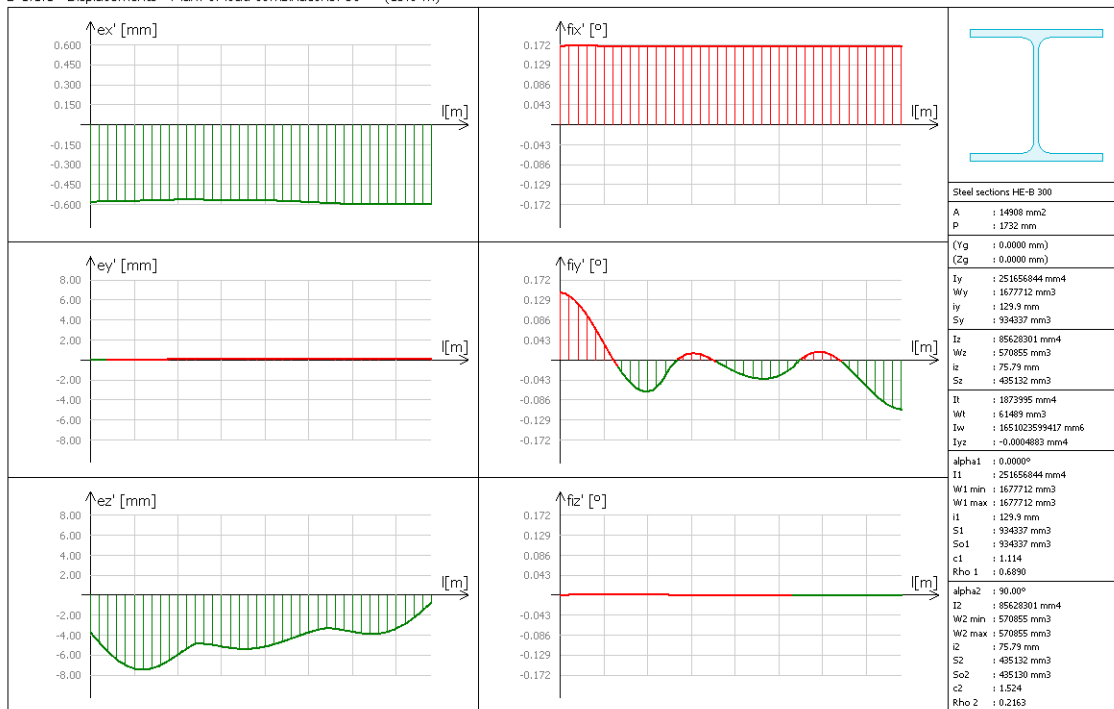 ex' [mm]
0.600
0.450
0.300
0.150
l[m]
-0.150
-0.300
-0.450
-0.600
fix' [º]
0.172
0.129
0.086
0.043
l[m]
-0.043
-0.086
-0.129
-0.172
ey' [mm]
8.00
6.00
4.00
2.00
l[m]
-2.00
-4.00
-6.00
-8.00
fiy' [º]
0.172
0.129
0.086
0.043
l[m]
-0.043
-0.086
-0.129
-0.172
ez' [mm]
8.00
6.00
4.00
2.00
l[m]
-2.00
-4.00
-6.00
-8.00
fiz' [º]
0.172
0.129
0.086
0.043
l[m]
-0.043
-0.086
-0.129
-0.172
Steel sections HE-B 300
A : 14908 mm2
P : 1732 mm
(Yg : 0.0000 mm)
(Zg : 0.0000 mm)
Iy : 251656844 mm4
Wy : 1677712 mm3
iy : 129.9 mm
Sy : 934337 mm3
Iz : 85628301 mm4
Wz : 570855 mm3
iz : 75.79 mm
Sz : 435132 mm3
It : 1873995 mm4
Wt : 61489 mm3
Iw : 1651023599417 mm6
Iyz : -0.0004883 mm4
alpha1 : 0.0000º
I1 : 251656844 mm4
W1 min : 1677712 mm3
W1 max : 1677712 mm3
i1 : 129.9 mm
S1 : 934337 mm3
So1 : 934337 mm3
c1 : 1.114
Rho 1 : 0.6890
alpha2 : 90.00º
I2 : 85628301 mm4
W2 min : 570855 mm3
W2 max : 570855 mm3
i2 : 75.79 mm
S2 : 435132 mm3
So2 : 435130 mm3
c2 : 1.524
Rho 2 : 0.2163